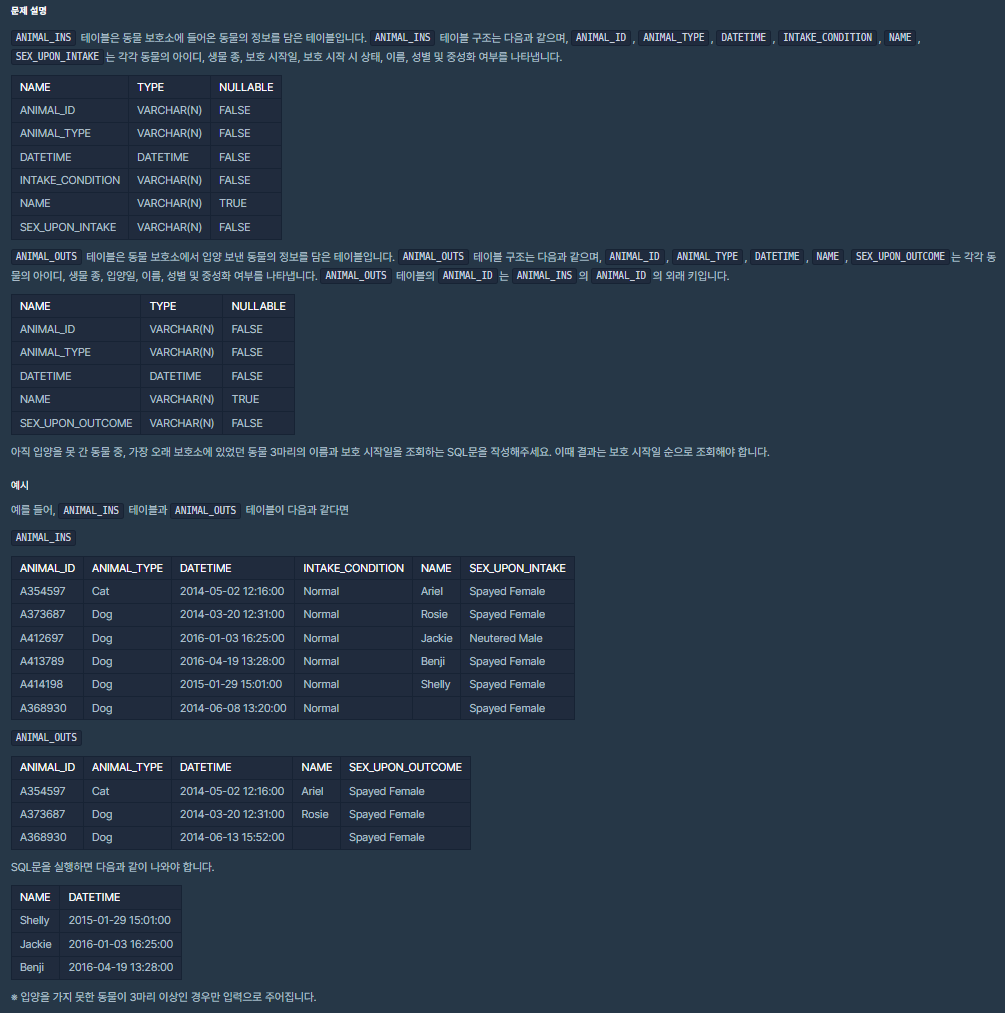 문제 설명
ANIMAL_INS 테이블은 동물 보호소에 들어온 동물의 정보를 담은 테이블입니다. ANIMAL_INS 테이블 구조는 다음과 같으며, ANIMAL_ID , ANIMAL_TYPE , DATETIME , INTAKE_CONDITION , NAME ,
SEX_UPON_INTAKE 는 각각 동물의 아이디, 생물 종, 보호 시작일, 보호 시작 시 상태, 이름, 성별 및 중성화 여부를 나타냅니다.
NAME TYPE NULLABLE
ANIMAL_ID VARCHAR(N) FALSE
ANIMAL_TYPE VARCHAR(N) FALSE
DATETIME DATETIME FALSE
INTAKE_CONDITION VARCHAR(N) FALSE
NAME VARCHAR(N) TRUE
SEX_UPON_INTAKE VARCHAR(N) FALSE
ANIMAL_OUTS 테이블은 동물 보호소에서 입양 보낸 동물의 정보를 담은 테이블입니다. ANIMAL_OUTS 테이블 구조는 다음과 같으며, ANIMAL_ID , ANIMAL_TYPE , DATETIME , NAME , SEX_UPON_OUTCOME 는 각각 동
물의 아이디, 생물 종, 입양일, 이름, 성별 및 중성화 여부를 나타냅니다. ANIMAL_OUTS 테이블의 ANIMAL_ID 는 ANIMAL_INS 의 ANIMAL_ID 의 외래 키입니다.
NAME TYPE NULLABLE
ANIMAL_ID VARCHAR(N) FALSE
ANIMAL_TYPE VARCHAR(N) FALSE
DATETIME DATETIME FALSE
NAME VARCHAR(N) TRUE
SEX_UPON_OUTCOME VARCHAR(N) FALSE
아직 입양을 못 간 동물 중, 가장 오래 보호소에 있었던 동물 3마리의 이름과 보호 시작일을 조회하는 SQL문을 작성해주세요. 이때 결과는 보호 시작일 순으로 조회해야 합니다.
예시
예를 들어, ANIMAL_INS 테이블과 ANIMAL_OUTS 테이블이 다음과 같다면
ANIMAL_INS
ANIMAL_ID ANIMAL_TYPE DATETIME INTAKE_CONDITION NAME SEX_UPON_INTAKE
A354597 Cat 2014-05-02 12:16:00 Normal Ariel Spayed Female
A373687 Dog 2014-03-20 12:31:00 Normal Rosie Spayed Female
A412697 Dog 2016-01-03 16:25:00 Normal Jackie Neutered Male
A413789 Dog 2016-04-19 13:28:00 Normal Benji Spayed Female
A414198 Dog 2015-01-29 15:01:00 Normal Shelly Spayed Female
A368930 Dog 2014-06-08 13:20:00 Normal Spayed Female
ANIMAL_OUTS
ANIMAL_ID ANIMAL_TYPE DATETIME NAME SEX_UPON_OUTCOME
A354597 Cat 2014-05-02 12:16:00 Ariel Spayed Female
A373687 Dog 2014-03-20 12:31:00 Rosie Spayed Female
A368930 Dog 2014-06-13 15:52:00 Spayed Female
SQL문을 실행하면 다음과 같이 나와야 합니다.
NAME DATETIME
Shelly 2015-01-29 15:01:00
Jackie 2016-01-03 16:25:00
Benji 2016-04-19 13:28:00
※ 입양을 가지 못한 동물이 3마리 이상인 경우만 입력으로 주어집니다.